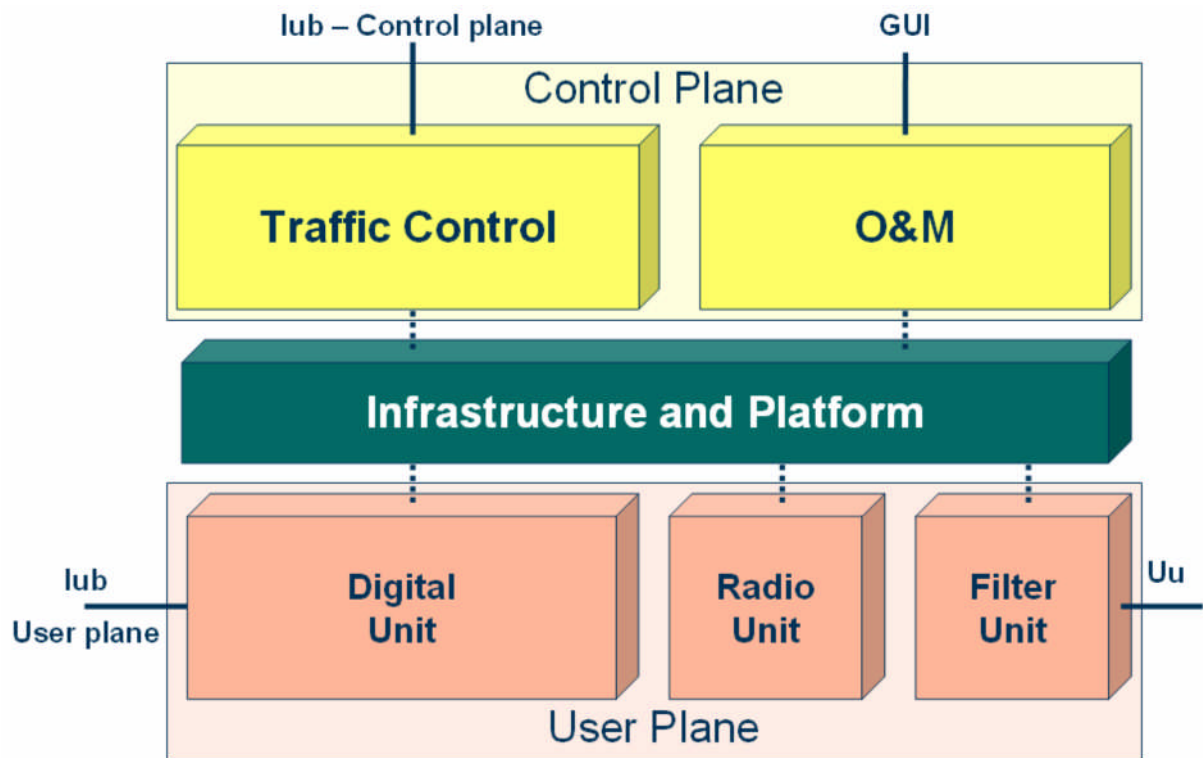 Iub – Control plane
GUI
Control Plane
Traffic Control
O&M
Infrastructure and Platform
Iub
User plane
Digital
Unit
Radio
Unit
Filter
Unit
Uu
User Plane